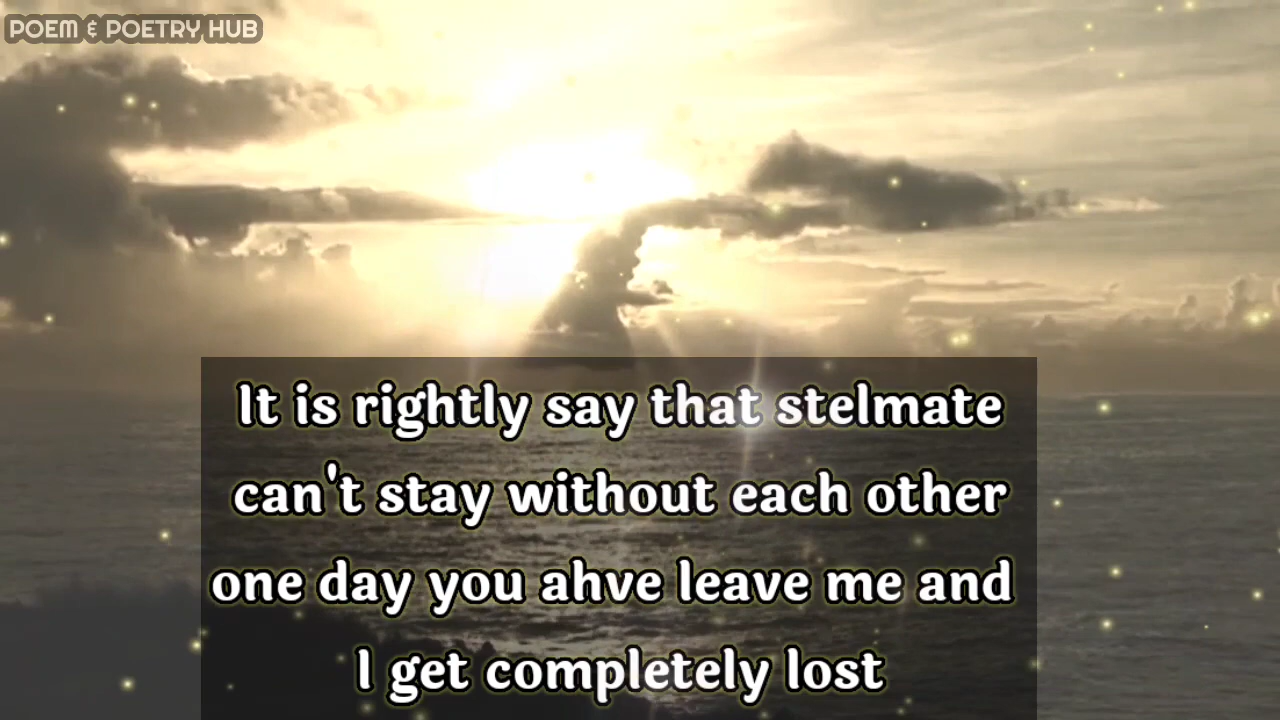 POEM & POETRY HUB
It is rightly say that stelmate
can't stay without each other
one day you ahve leave me and
I get completely lost